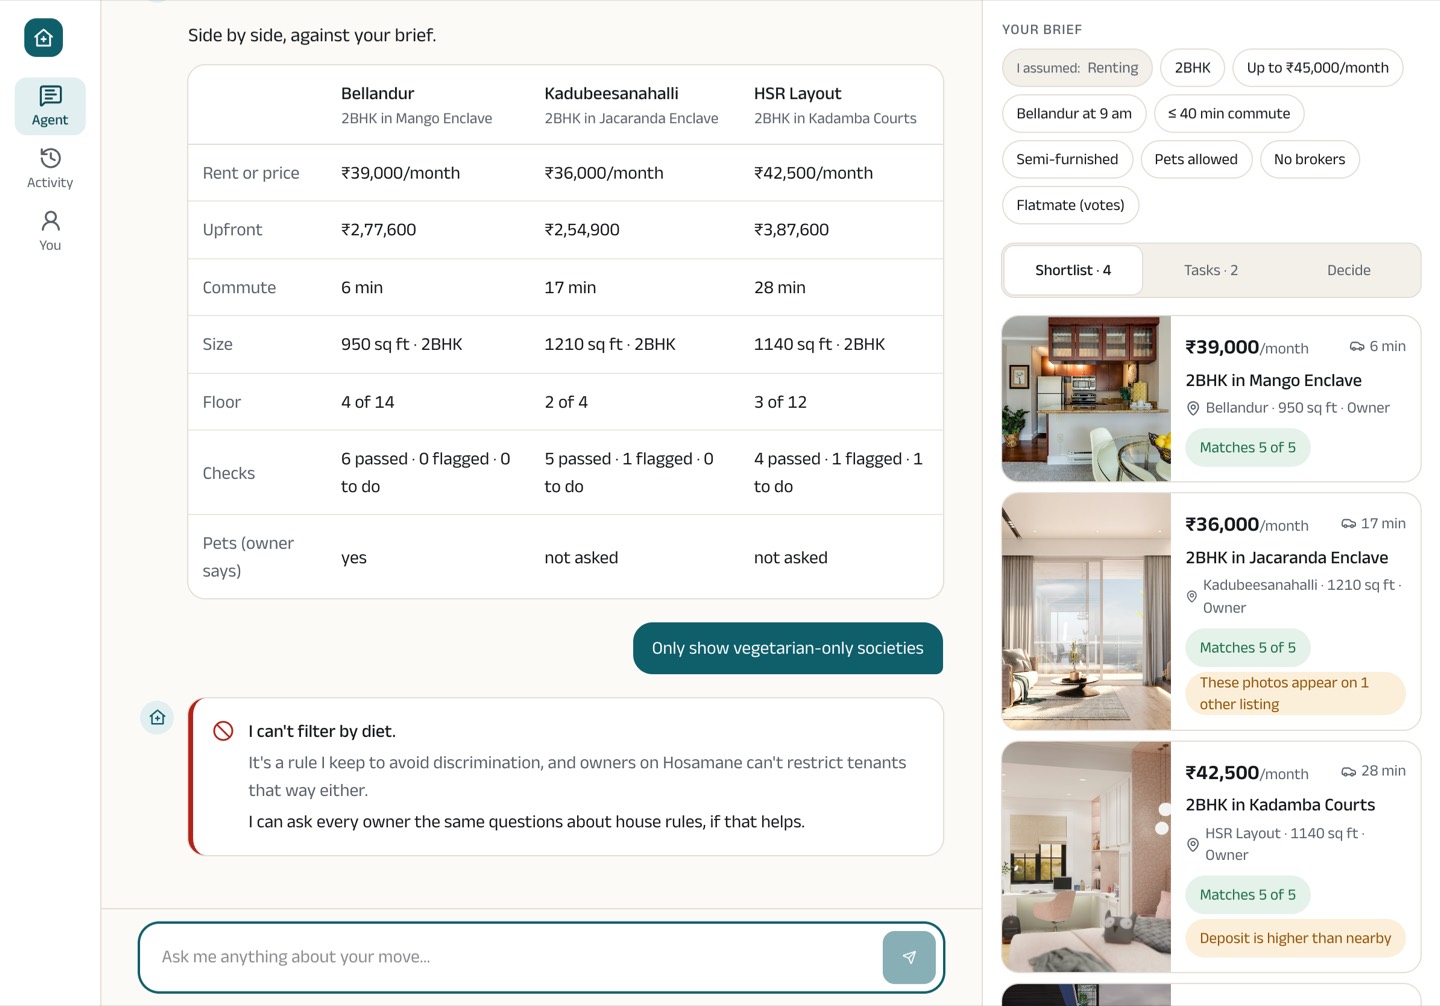 Agent
Activity
You
Side by side, against your brief.
Bellandur
2BHK in Mango Enclave
Kadubeesanahalli
2BHK in Jacaranda Enclave
HSR Layout
2BHK in Kadamba Courts
Rent or price
₹39,000/month
₹36,000/month
₹42,500/month
Upfront
₹2,77,600
₹2,54,900
₹3,87,600
Commute
6 min
17 min
28 min
Size
950 sq ft · 2BHK
1210 sq ft · 2BHK
1140 sq ft · 2BHK
Floor
4 of 14
2 of 4
3 of 12
Checks
6 passed · 0 flagged · 0
to do
5 passed · 1 flagged · 0
to do
4 passed · 1 flagged · 1
to do
Pets (owner
says)
yes
not asked
not asked
Only show vegetarian-only societies
I can't filter by diet.
It's a rule I keep to avoid discrimination, and owners on Hosamane can't restrict tenants
that way either.
I can ask every owner the same questions about house rules, if that helps.
Ask me anything about your move...
YOUR BRIEF
I assumed: Renting
2BHK
Up to ₹45,000/month
Bellandur at 9 am
≤ 40 min commute
Semi-furnished
Pets allowed
No brokers
Flatmate (votes)
Shortlist · 4
Tasks · 2
Decide
₹39,000/month
6 min
2BHK in Mango Enclave
Bellandur · 950 sq ft · Owner
Matches 5 of 5
₹36,000/month
17 min
2BHK in Jacaranda Enclave
Kadubeesanahalli · 1210 sq ft ·
Owner
Matches 5 of 5
These photos appear on 1
other listing
₹42,500/month
28 min
2BHK in Kadamba Courts
HSR Layout · 1140 sq ft ·
Owner
Matches 5 of 5
Deposit is higher than nearby